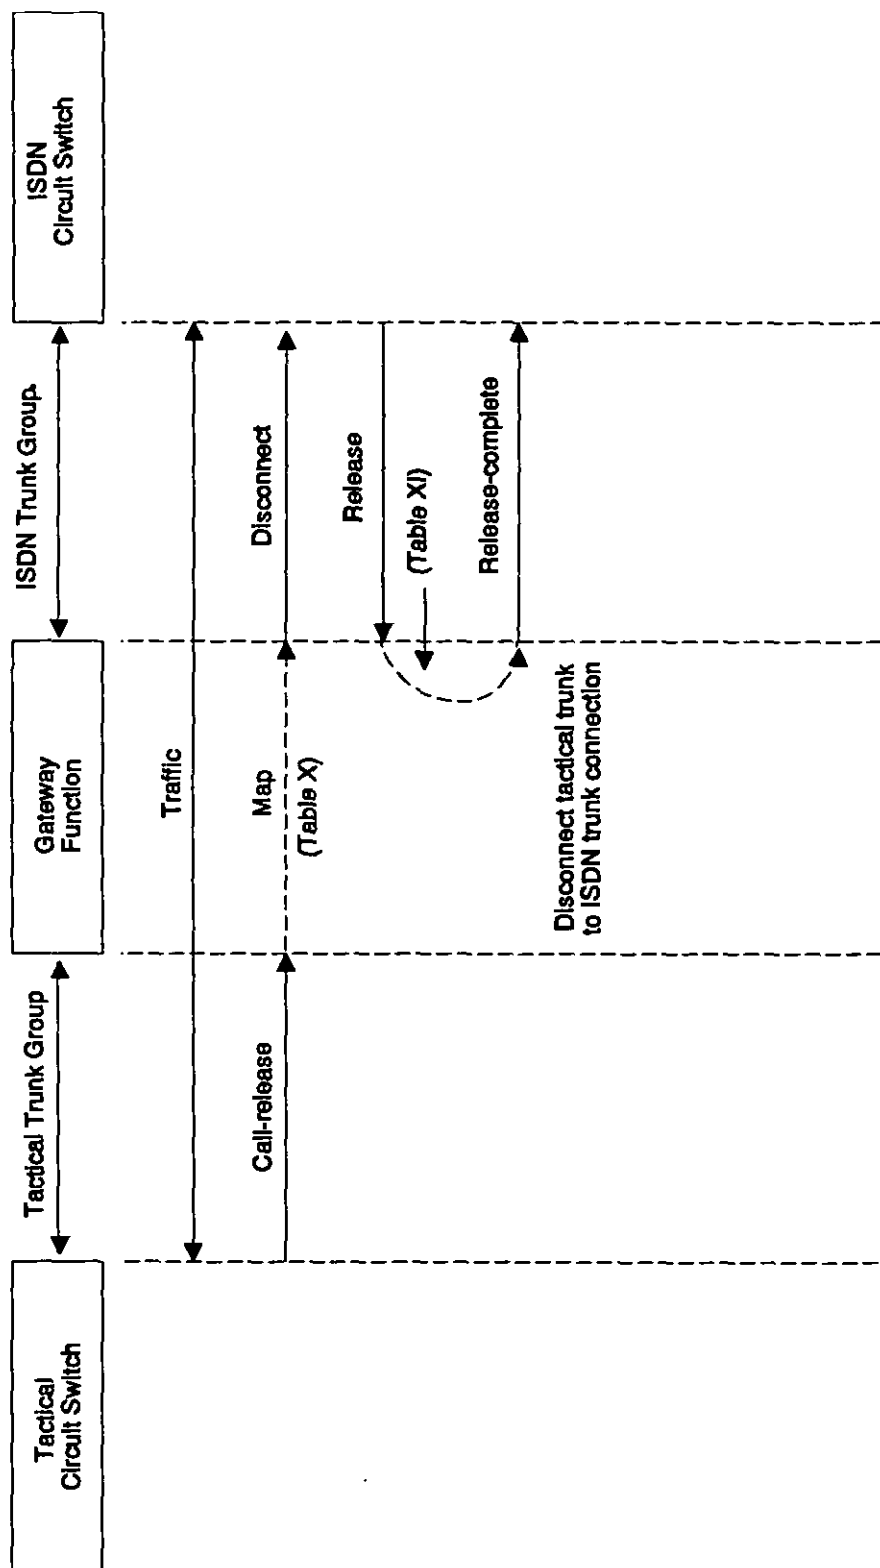 Tactical
Circuit Switch
Tactical Trunk Group
Gateway
Function
ISDN Trunk Group.
ISDN
Circuit Switch
Traffic
Call-release
Map
(Table X)
Disconnect
Release
(Table XI)
Release-complete
Disconnect tactical trunk
to ISDN trunk connection